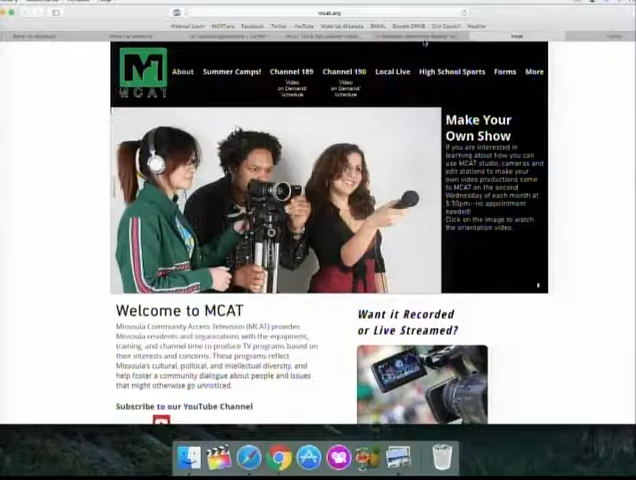 mcat.org
Facebook
Twitter
YouTube
City Council
Weather
M
MCAT
About
Summer Camps!
Channel 189
Channel 190
Local Live
High School Sports
Forms
More
Video
on Demand/
Schedule
Video
on Demand/
Schedule
Make Your
Own Show
If you are interested in
learning about how you can
use MCAT studio, cameras and
edit stations to make your
own video productions come
to MCAT on the second
Wednesday of each month at
5:30pm--no appointment
needed!
Click on the image to watch
the orientation video.
Welcome to MCAT
Missoula Community Access Television (MCAT) provides
Missoula residents and organizations with the equipment,
training, and channel time to produce TV programs based on
their interests and concerns. These programs reflect
Missoula's cultural, political, and intellectual diversity, and
help foster a community dialogue about people and issues
that might otherwise go unnoticed.
Subscribe to our YouTube Channel
Want it Recorded
or Live Streamed?